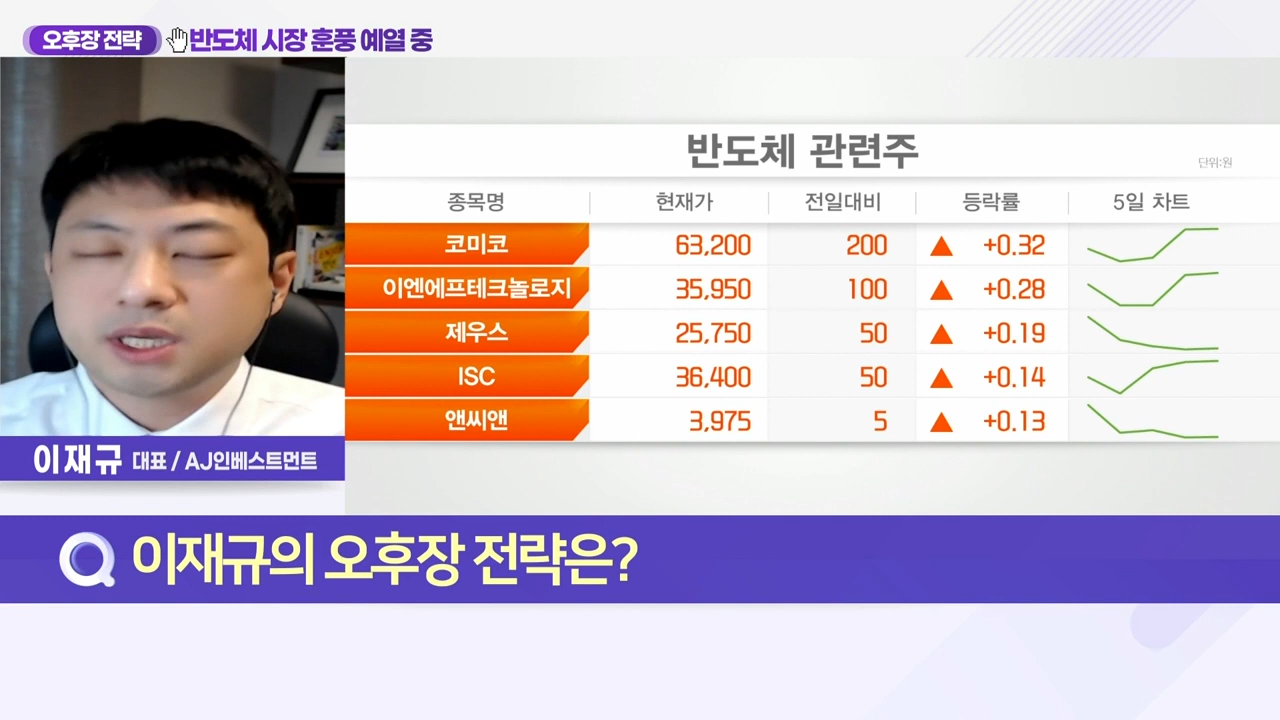 오후장 전략 반도체 시장 훈풍 예열 중
반도체 관련주
단위:원
종목명 현재가 전일대비 등락률 5일 차트
코미코 63,200 200 ▲ +0.32
이엔에프테크놀로지 35,950 100 ▲ +0.28
제우스 25,750 50 ▲ +0.19
ISC 36,400 50 ▲ +0.14
앤씨앤 3,975 5 ▲ +0.13
이재규 대표 / AJ인베스트먼트
이재규의 오후장 전략은?